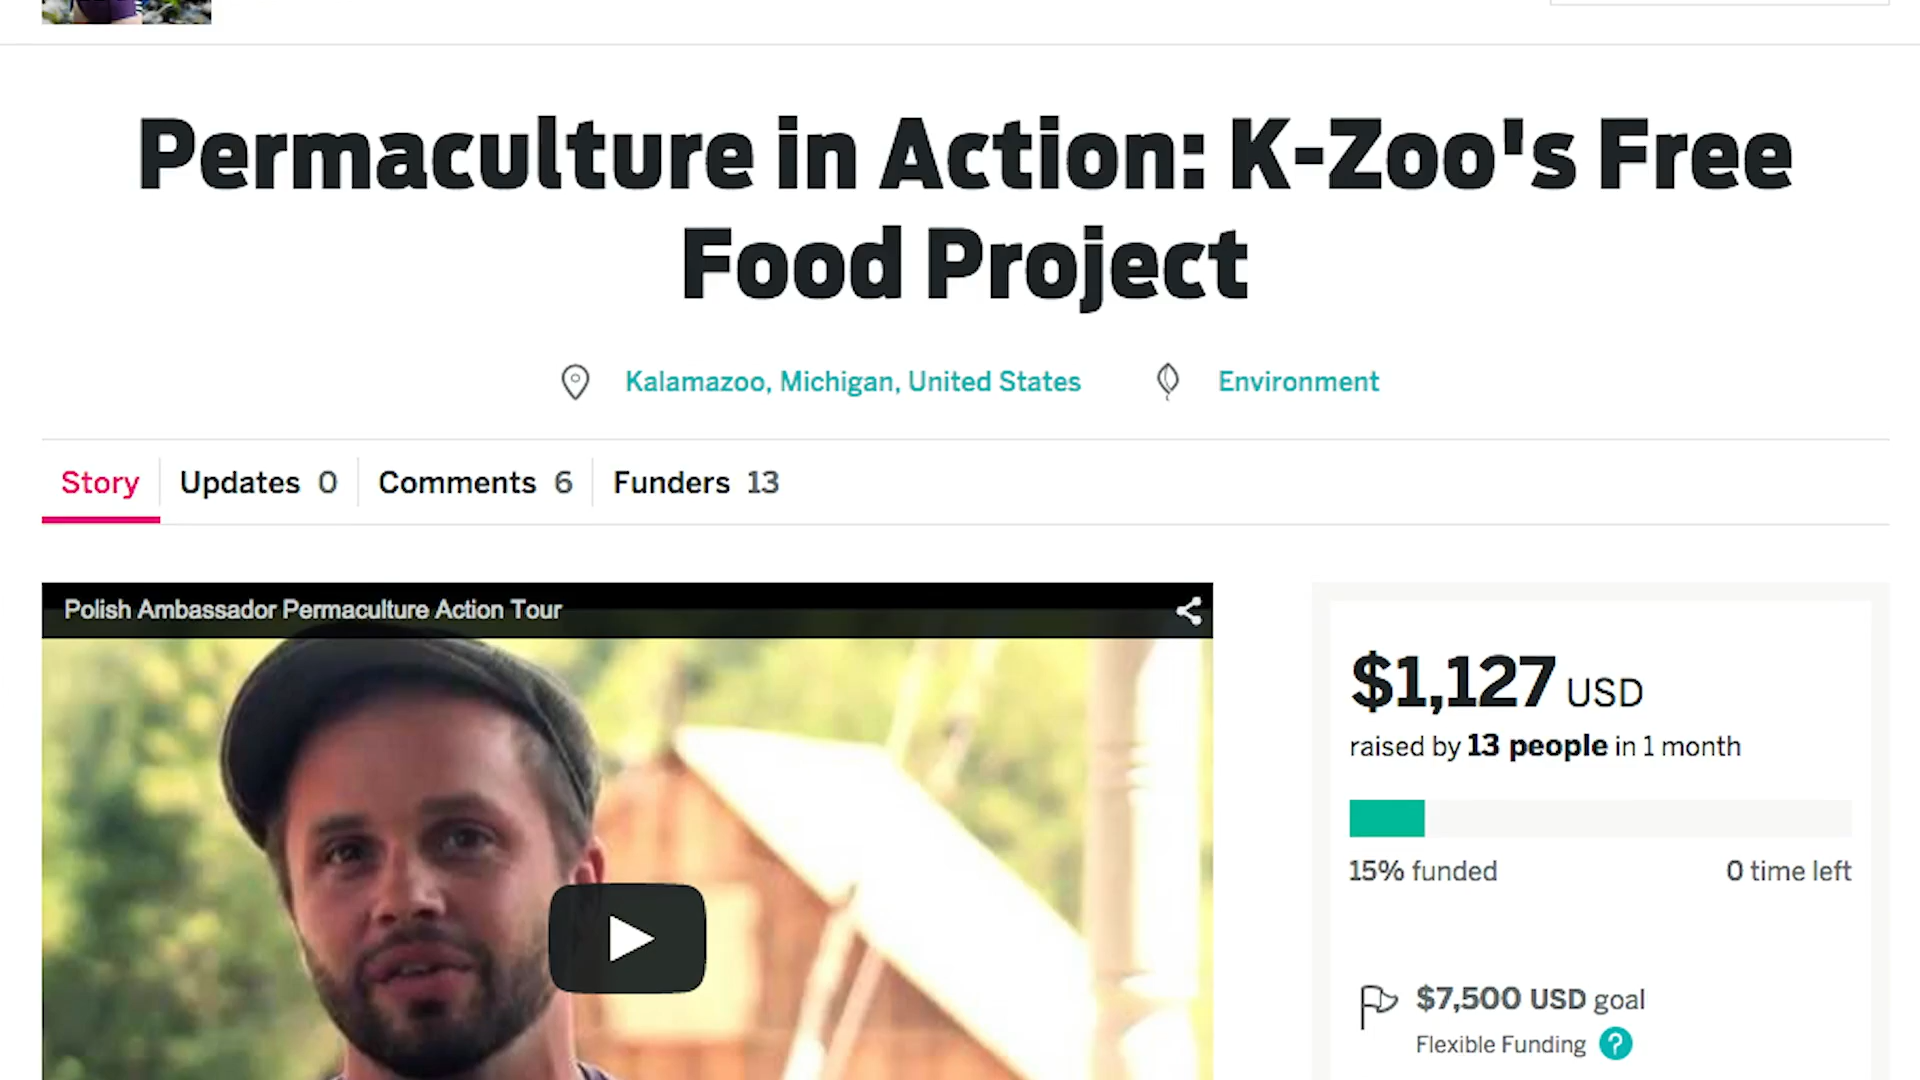 Permaculture in Action: K-Zoo's Free
Food Project
Kalamazoo, Michigan, United States Environment
Story Updates 0 Comments 6 Funders 13
Polish Ambassador Permaculture Action Tour
$1,127 USD
raised by 13 people in 1 month
15% funded 0 time left
$7,500 USD goal
Flexible Funding ?